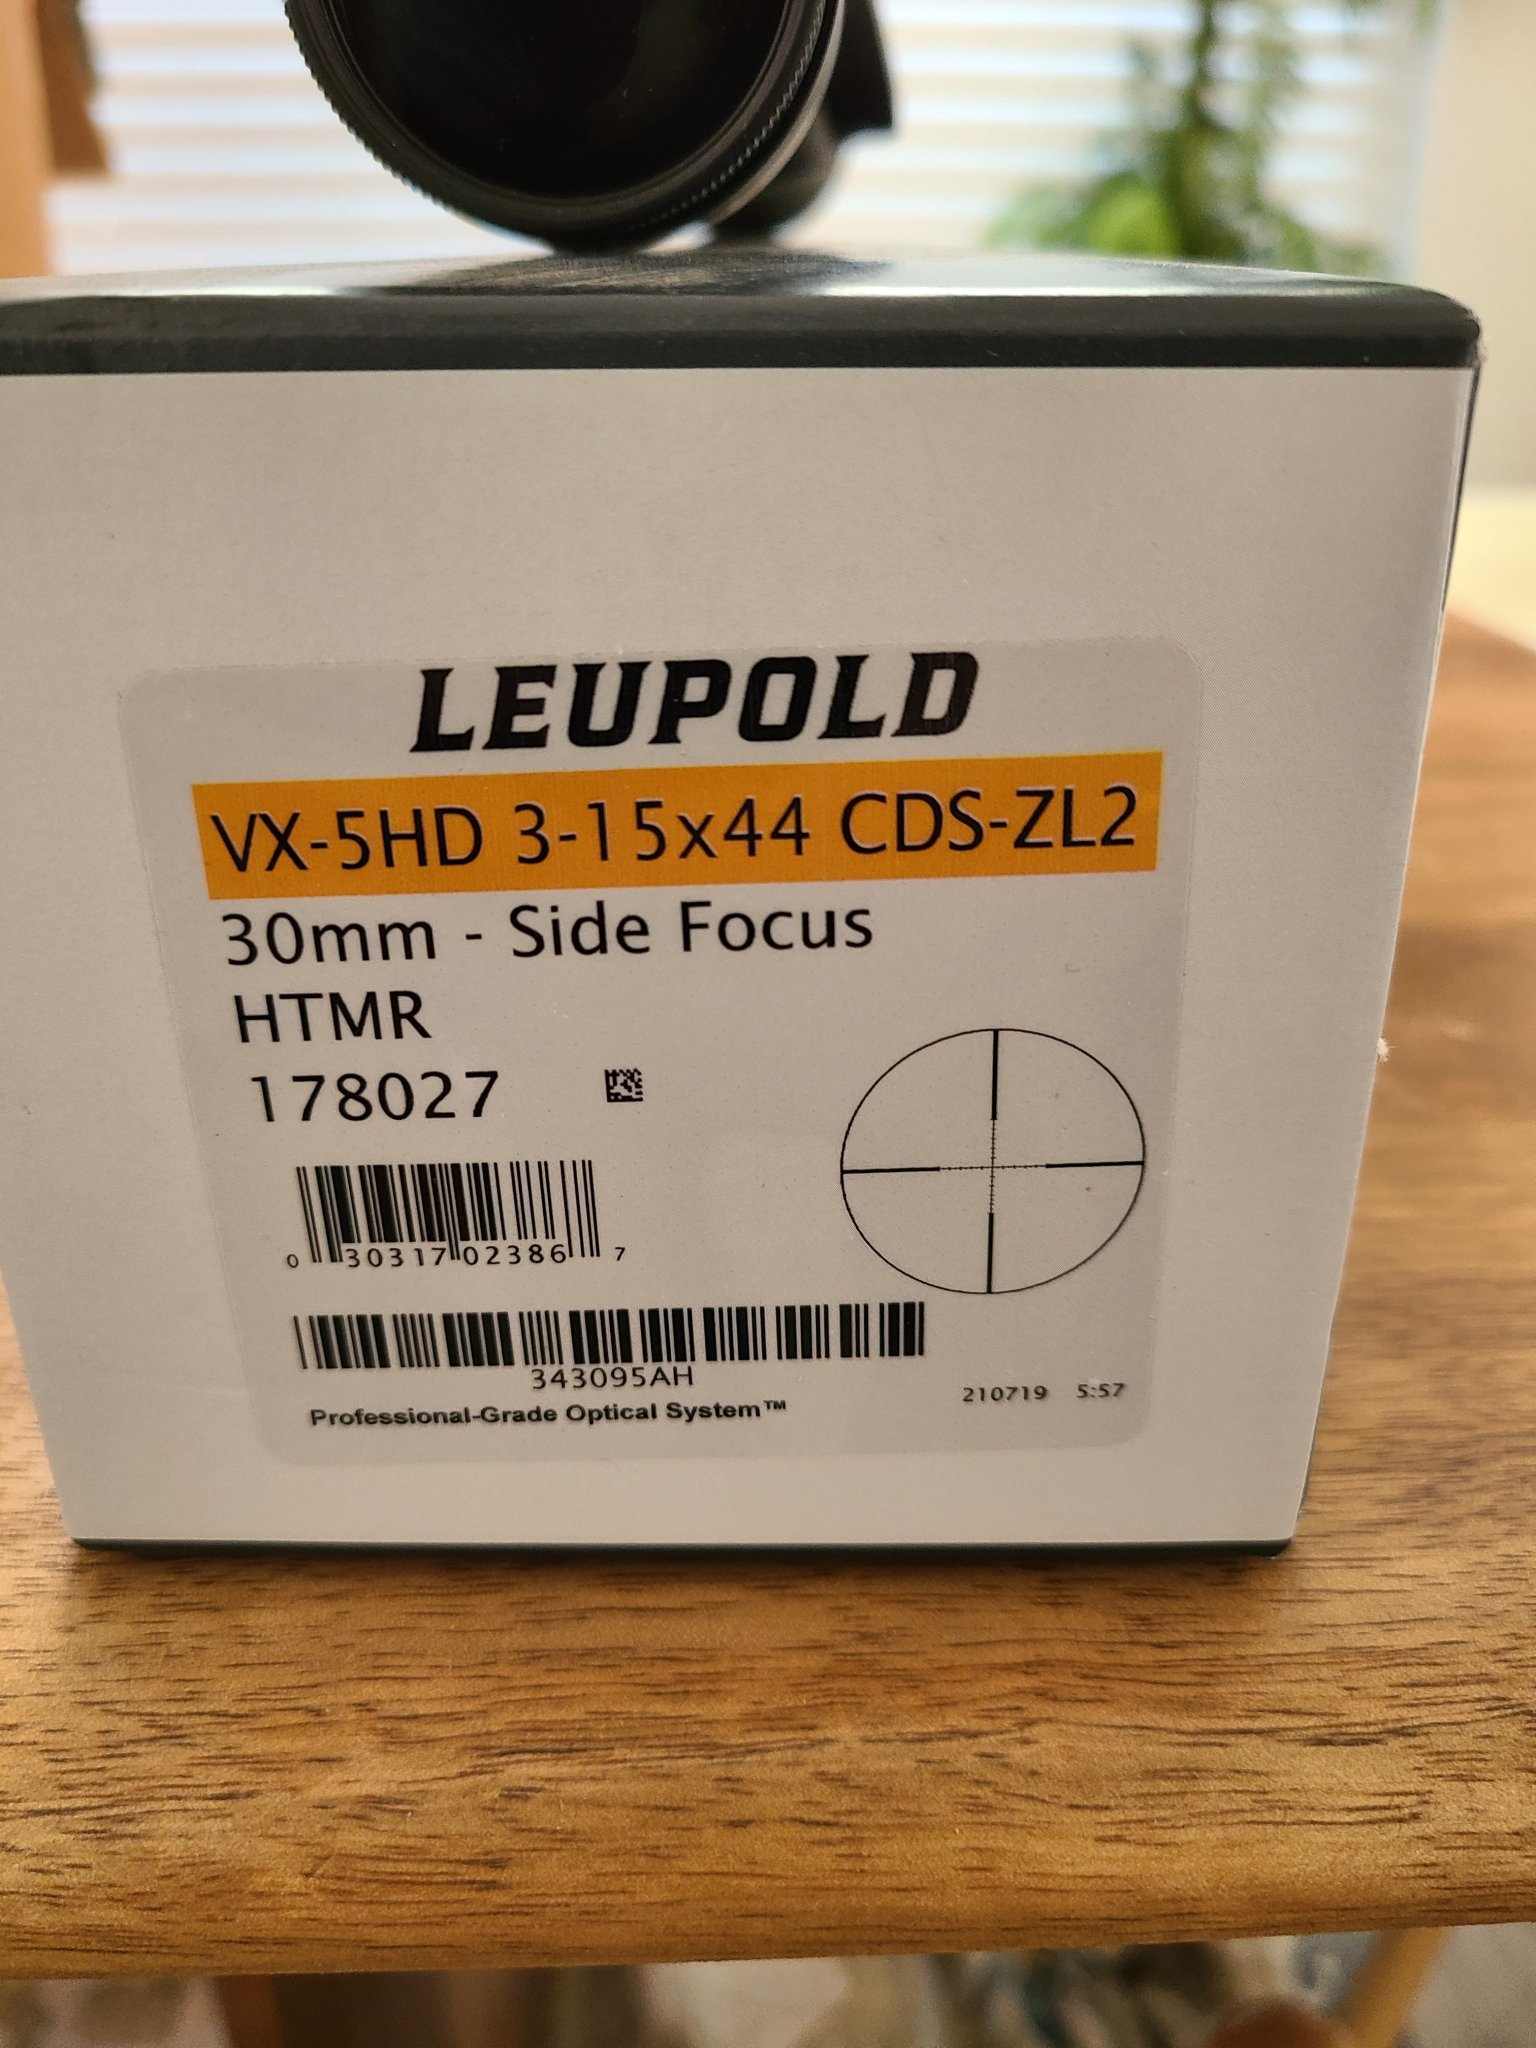 LEUPOLD
VX-5HD 3-15x44 CDS-ZL2
30mm - Side Focus
HTMR
178027
0 30317 02386 7
343095AH
Professional-Grade Optical System™
210719 5:57